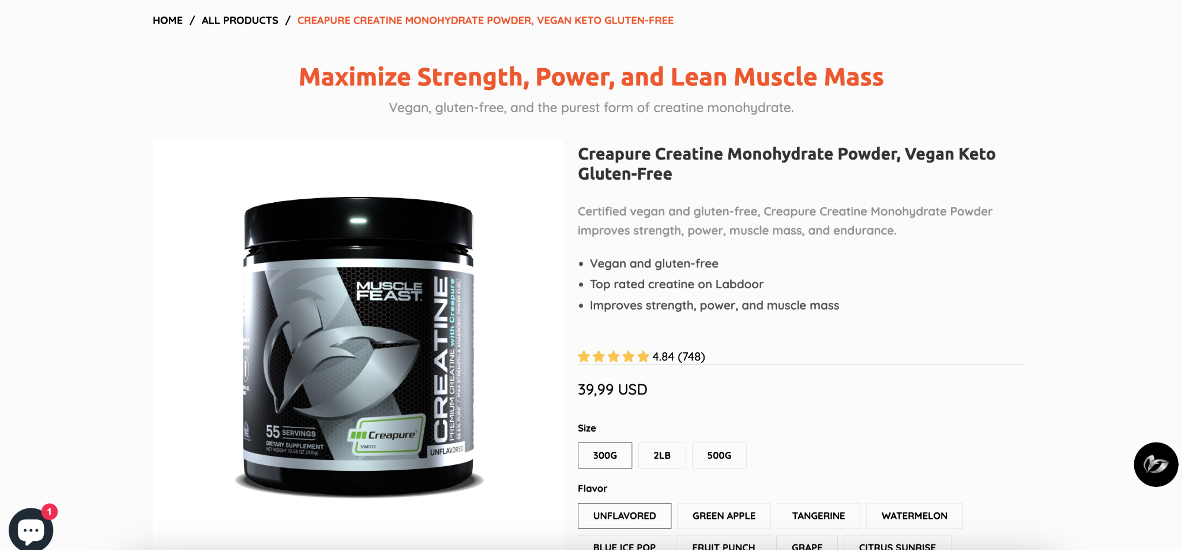 HOME / ALL PRODUCTS / CREAPURE CREATINE MONOHYDRATE POWDER, VEGAN KETO GLUTEN-FREE
Maximize Strength, Power, and Lean Muscle Mass
Vegan, gluten-free, and the purest form of creatine monohydrate.
MUSCLE
FEAST
CREATINE
with Creapure
PREMIUM CREATINE
55 SERVINGS
DIETARY SUPPLEMENT
Creapure
UNFLAVORED
Creapure Creatine Monohydrate Powder, Vegan Keto
Gluten-Free
Certified vegan and gluten-free, Creapure Creatine Monohydrate Powder
improves strength, power, muscle mass, and endurance.
• Vegan and gluten-free
• Top rated creatine on Labdoor
• Improves strength, power, and muscle mass
4.84 (748)
39,99 USD
Size
300G 2LB 500G
Flavor
UNFLAVORED GREEN APPLE TANGERINE WATERMELON
BLUE ICE POP FRUIT PUNCH GRAPE CITRUS SUNRISE
1